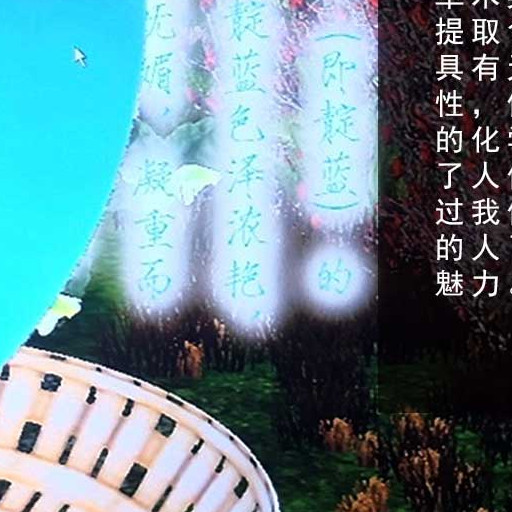 提取
具有
性，
的化
了人
过我
的人
魅力
（即靛蓝）的
靛蓝色泽浓艳，
媚，凝重而